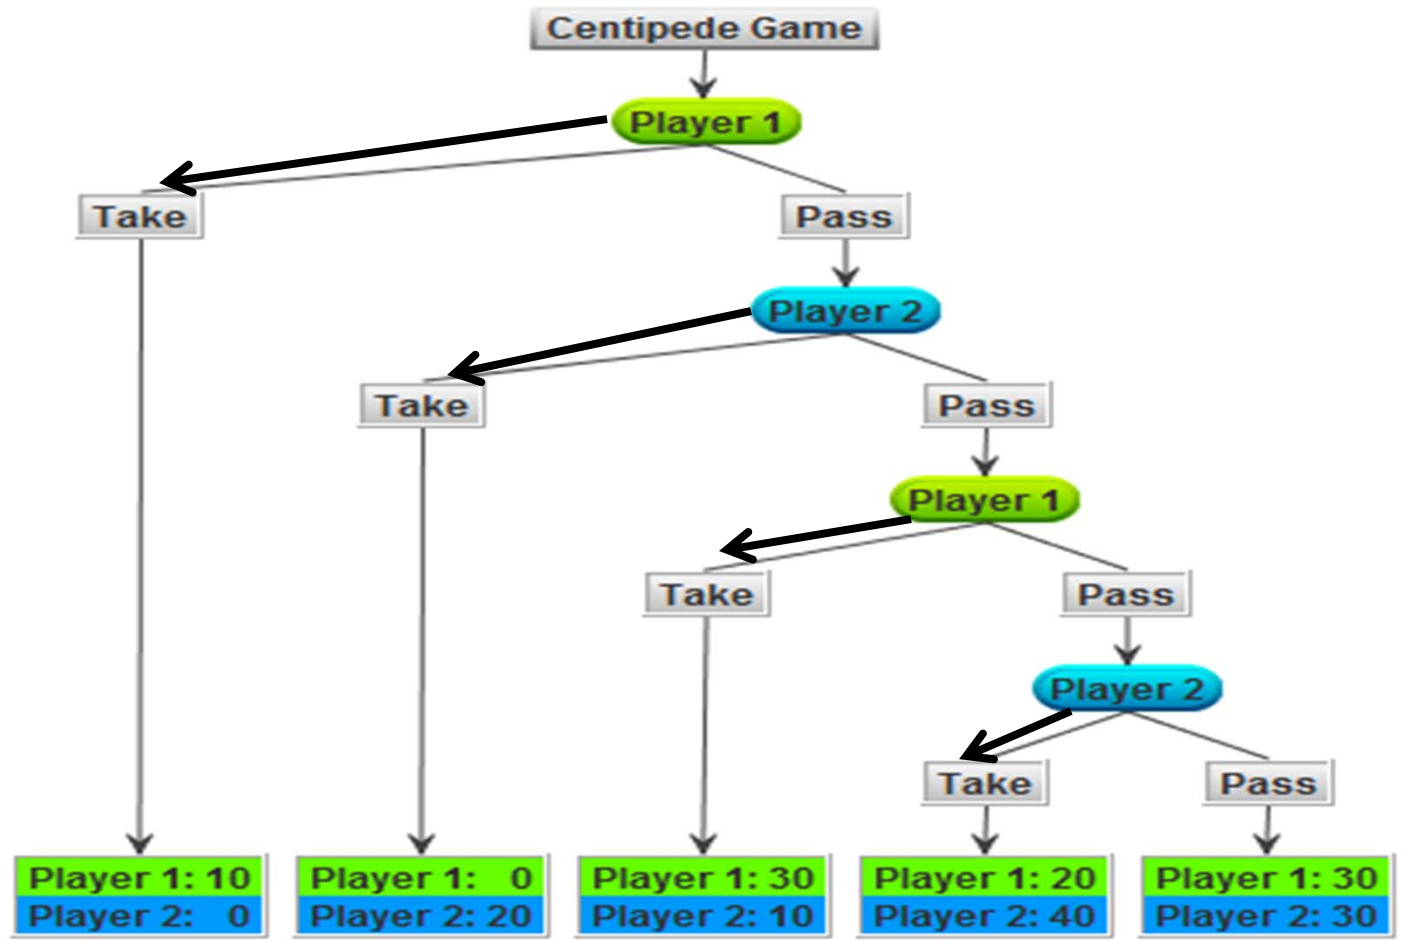 Centipede Game
Player 1
Take
Pass
Player 2
Take
Pass
Player 1
Take
Pass
Player 2
Take
Pass
Player 1: 10
Player 2: 0
Player 1: 0
Player 2: 20
Player 1: 30
Player 2: 10
Player 1: 20
Player 2: 40
Player 1: 30
Player 2: 30